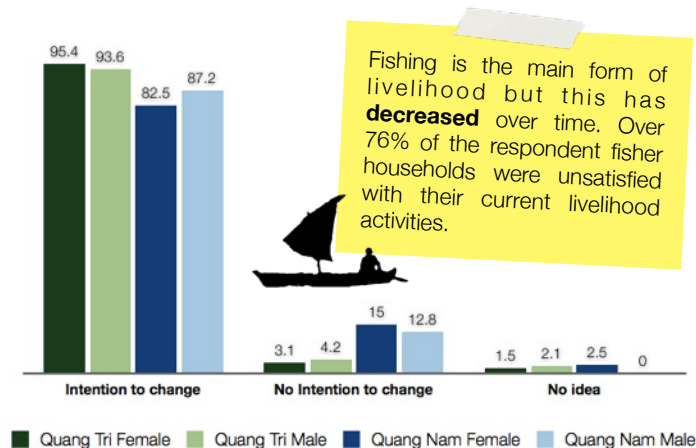 95.4
93.6
82.5
87.2
Fishing is the main form of
livelihood but this has
decreased over time. Over
76% of the respondent fisher
households were unsatisfied
with their current livelihood
activities.
3.1
4.2
15
12.8
1.5
2.1
2.5
0
Intention to change No Intention to change No idea
Quang Tri Female Quang Tri Male Quang Nam Female Quang Nam Male